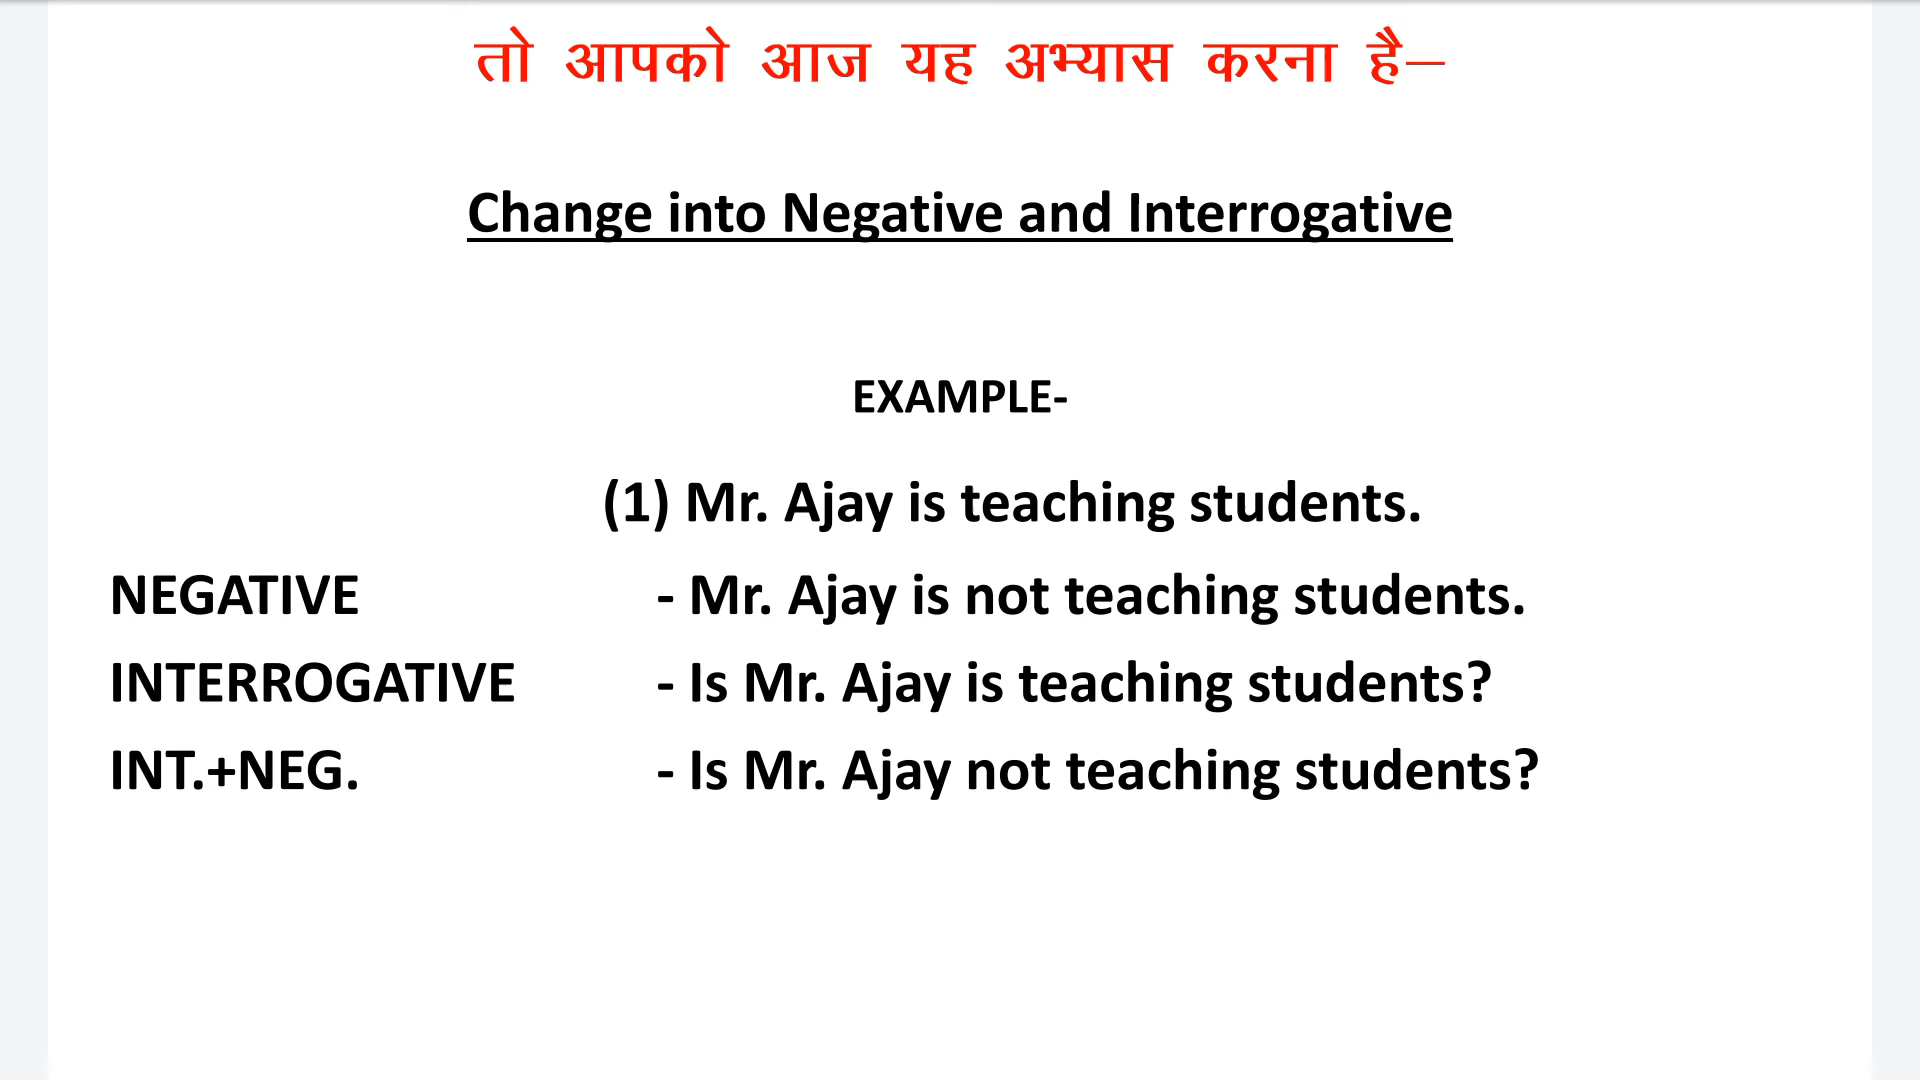 तो आपको आज यह अभ्यास करना है–
Change into Negative and Interrogative
EXAMPLE-
(1) Mr. Ajay is teaching students.
NEGATIVE - Mr. Ajay is not teaching students.
INTERROGATIVE - Is Mr. Ajay is teaching students?
INT.+NEG. - Is Mr. Ajay not teaching students?